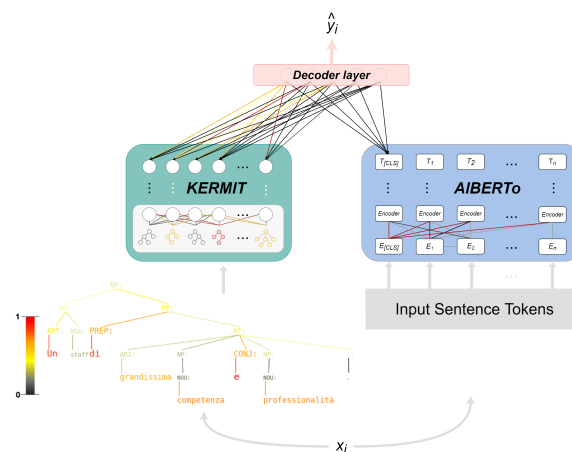 ŷi
Decoder layer
KERMIT
AlBERTo
T[CLS] T1 T2 ... Tn
Encoder Encoder Encoder ... Encoder
E[CLS] E1 E2 ... En
Input Sentence Tokens
1
0
NP:
PP:
ART: NOU: PREP: NP:
Un staff di ADJ: NP: CONJ: NP: .
grandissima NOU: e NOU:
competenza professionalità
xi